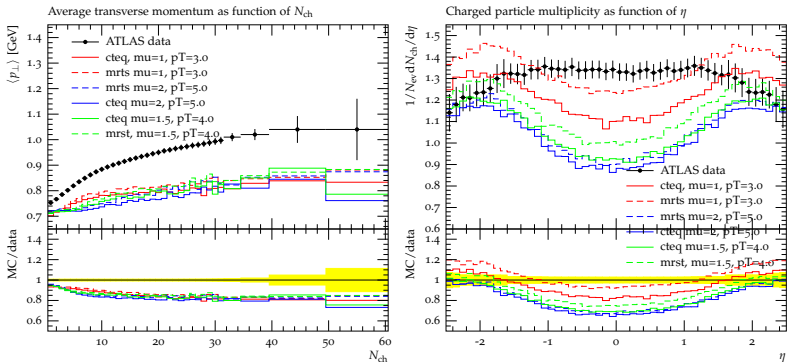 Average transverse momentum as function of Nch
⟨p⊥⟩ [GeV]
1.4
1.3
1.2
1.1
1.0
0.9
0.8
0.7
ATLAS data
cteq, mu=1, pT=3.0
mrts, mu=1, pT=3.0
mrts mu=2, pT=5.0
cteq mu=2, pT=5.0
cteq mu=1.5, pT=4.0
mrst, mu=1.5, pT=4.0
MC/data
1.4
1.2
1
0.8
0.6
10 20 30 40 50 60
Nch
Charged particle multiplicity as function of η
1/Nev dNch/dη
1.5
1.4
1.3
1.2
1.1
1.0
0.9
0.8
0.7
0.6
ATLAS data
cteq, mu=1, pT=3.0
mrts, mu=1, pT=3.0
mrts mu=2, pT=5.0
cteq mu=2, pT=5.0
cteq mu=1.5, pT=4.0
mrst, mu=1.5, pT=4.0
MC/data
1.4
1.2
1
0.8
0.6
-2 -1 0 1 2
η